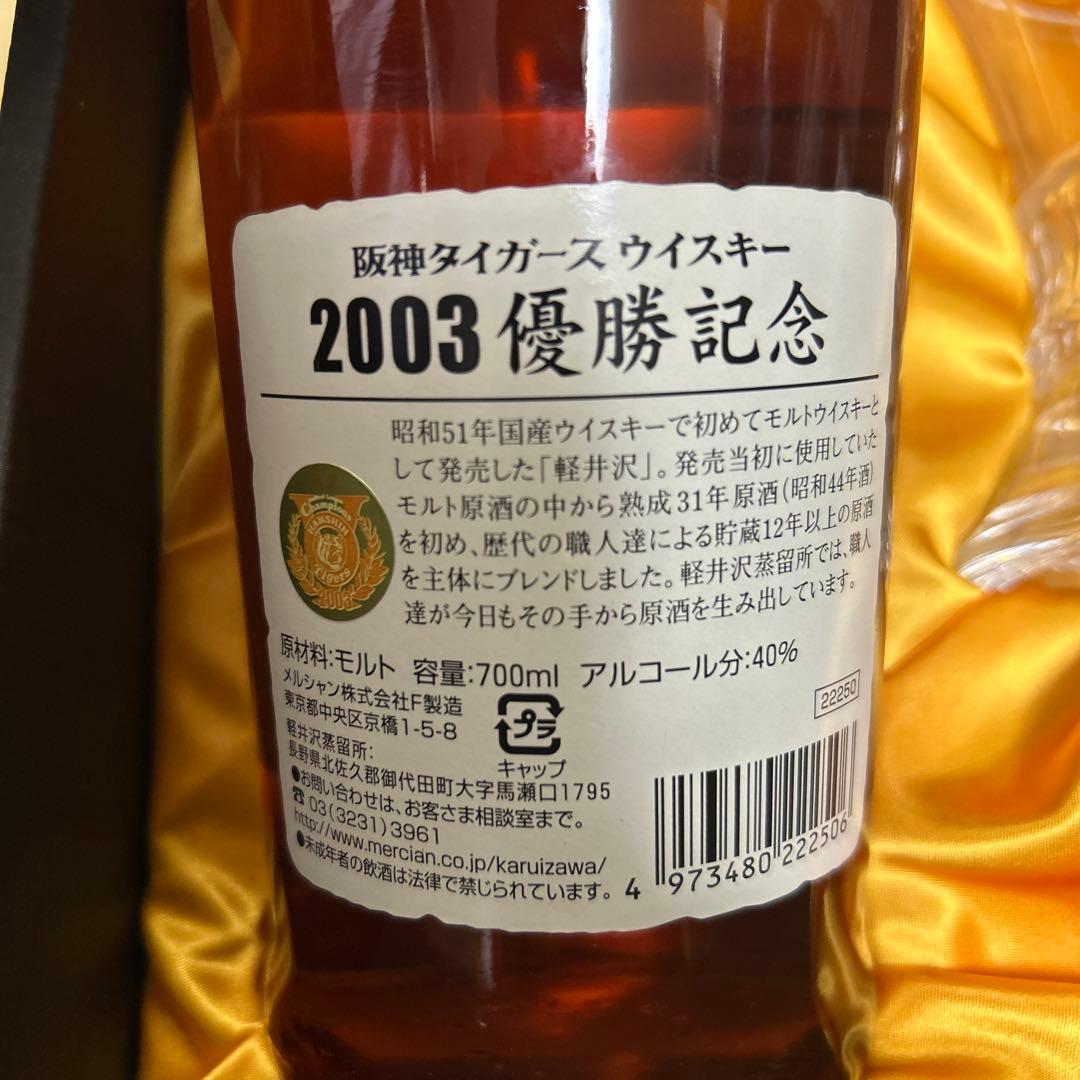 阪神タイガース ウイスキー
2003 優勝記念
昭和51年国産ウイスキーで初めてモルトウイスキーと
して発売した「軽井沢」。発売当初に使用していた
モルト原酒の中から熟成31年原酒(昭和44年酒)
を初め、歴代の職人達による貯蔵12年以上の原酒
を主体にブレンドしました。軽井沢蒸留所では、職人
達が今日もその手から原酒を生み出しています。
Champions
HANSHIN
Tigers
2003
原材料:モルト 容量:700ml アルコール分:40%
メルシャン株式会社F製造
東京都中央区京橋1-5-8
軽井沢蒸留所:
長野県北佐久郡御代田町大字馬瀬口1795
●お問い合わせは、お客さま相談室まで。
☎ 03(3231)3961
http://www.mercian.co.jp/karuizawa/
●未成年者の飲酒は法律で禁じられています。
プラ
キャップ
22250
4 973480 222506